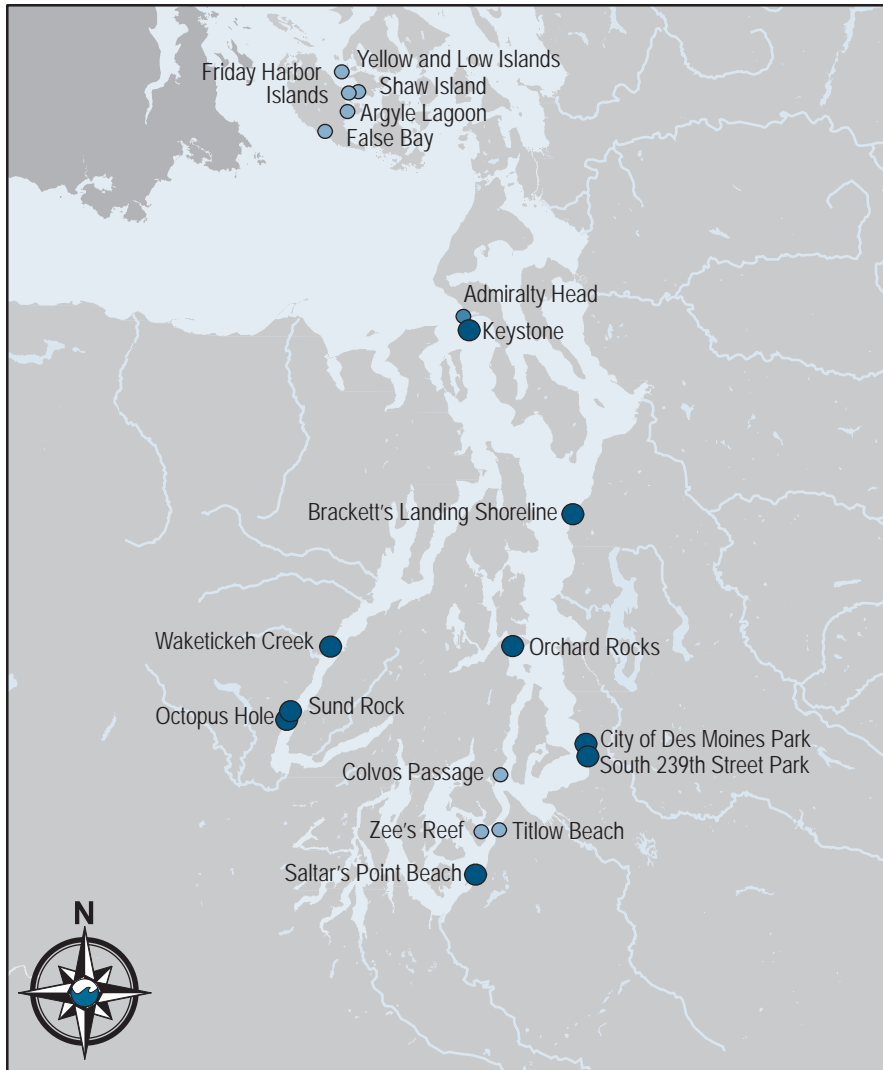 Yellow and Low Islands
Friday Harbor
Islands
Shaw Island
Argyle Lagoon
False Bay
Admiralty Head
Keystone
Brackett's Landing Shoreline
Waketickeh Creek
Orchard Rocks
Sund Rock
Octopus Hole
City of Des Moines Park
South 239th Street Park
Colvos Passage
Zee's Reef
Titlow Beach
Saltar's Point Beach
N